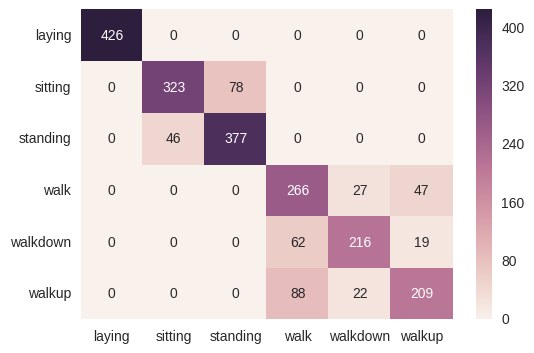 laying 426 0 0 0 0 0
sitting 0 323 78 0 0 0
standing 0 46 377 0 0 0
walk 0 0 0 266 27 47
walkdown 0 0 0 62 216 19
walkup 0 0 0 88 22 209
laying sitting standing walk walkdown walkup
400
320
240
160
80
0